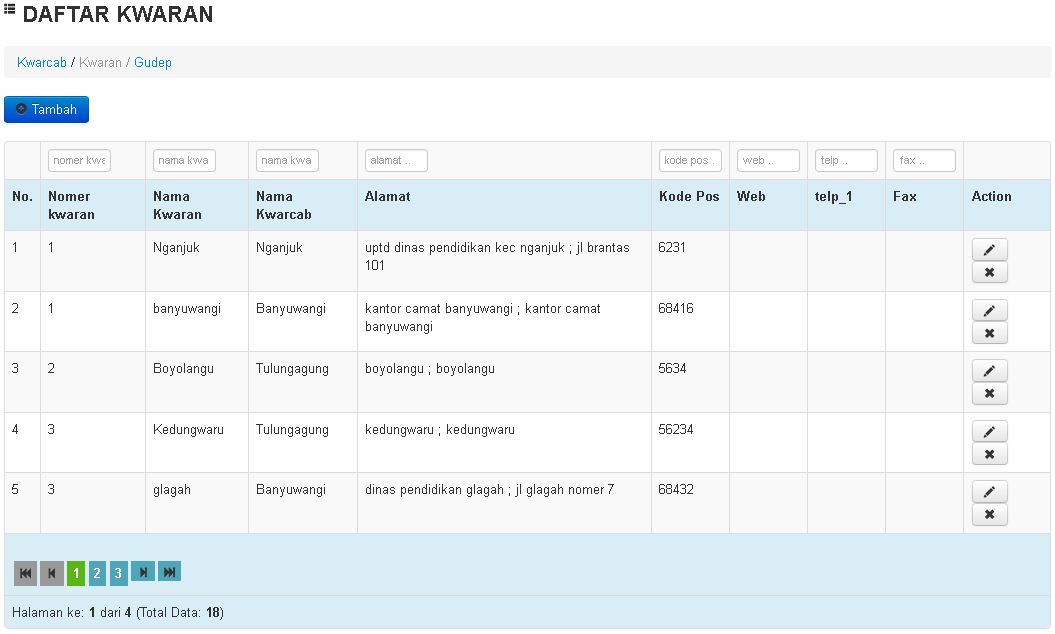 DAFTAR KWARAN
Kwarcab / Kwaran / Gudep
Tambah
nomer kwa nama kwa nama kwa alamat .. kode pos . web .. telp .. fax ..
No. Nomer kwaran Nama Kwaran Nama Kwarcab Alamat Kode Pos Web telp_1 Fax Action
1 1 Nganjuk Nganjuk uptd dinas pendidikan kec nganjuk ; jl brantas 6231
101
2 1 banyuwangi Banyuwangi kantor camat banyuwangi ; kantor camat 68416
banyuwangi
3 2 Boyolangu Tulungagung boyolangu ; boyolangu 5634
4 3 Kedungwaru Tulungagung kedungwaru ; kedungwaru 56234
5 3 glagah Banyuwangi dinas pendidikan glagah ; jl glagah nomer 7 68432
1 2 3
Halaman ke: 1 dari 4 (Total Data: 18)